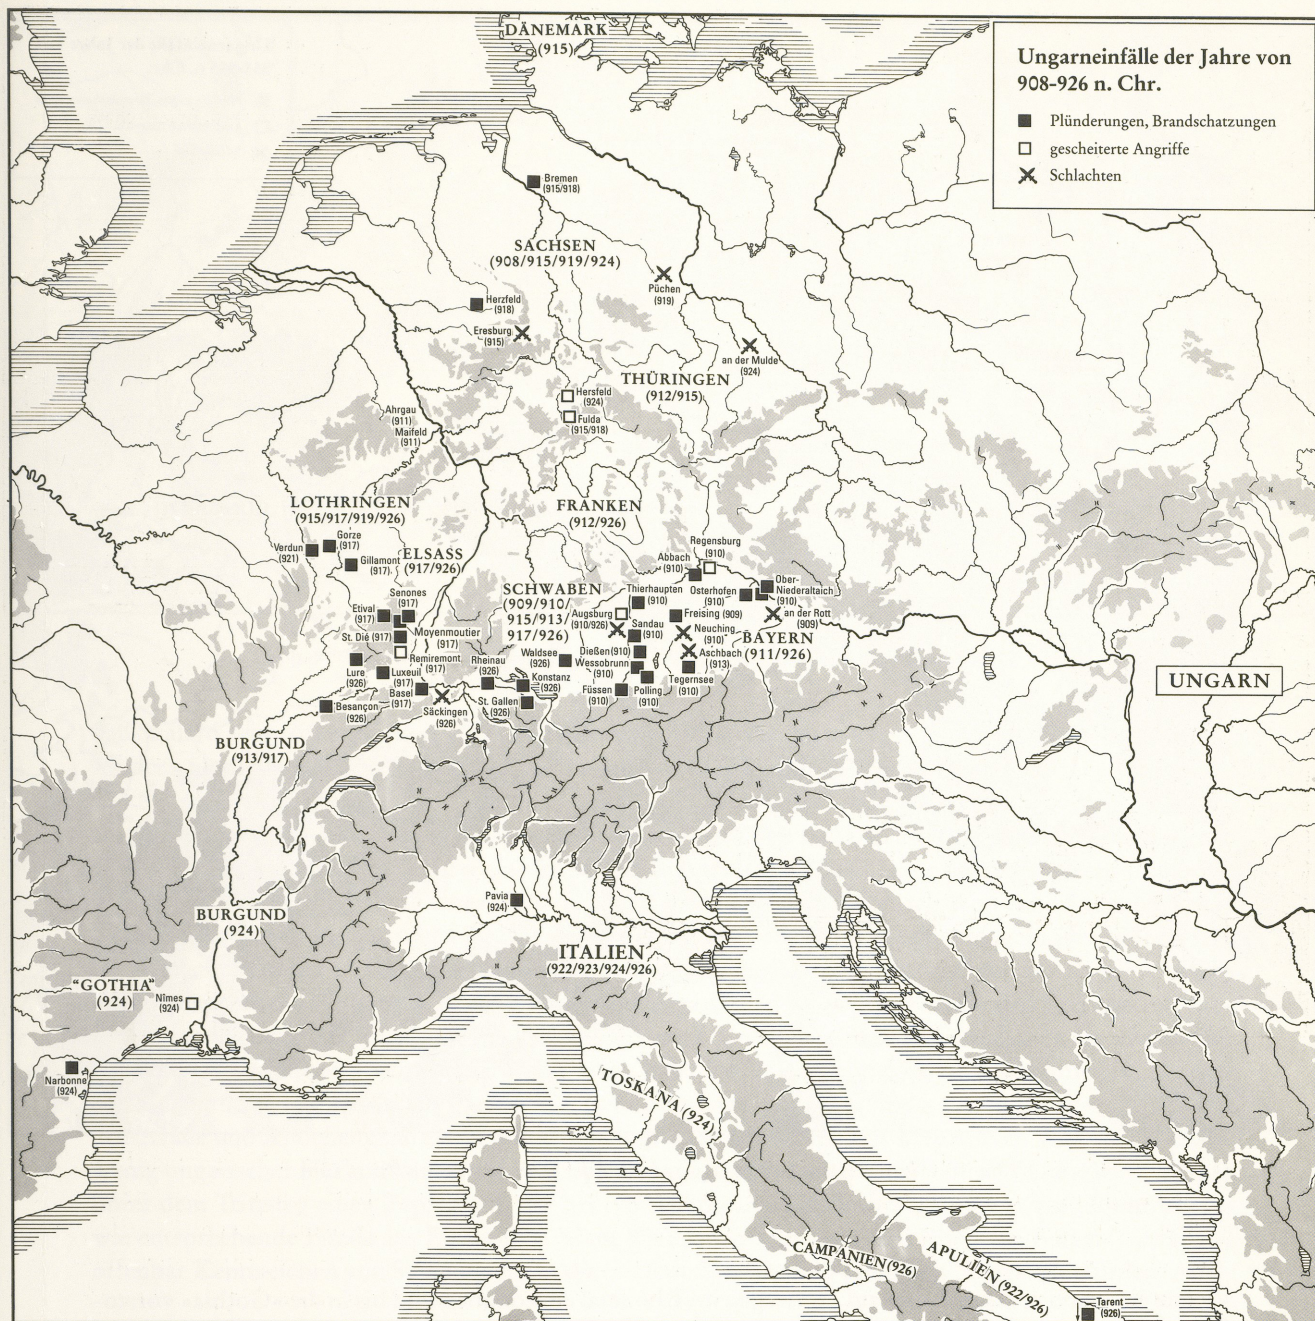 Ungarneinfälle der Jahre von
908-926 n. Chr.
Plünderungen, Brandschatzungen
gescheiterte Angriffe
Schlachten
DÄNEMARK
(915)
Bremen
(915/918)
SACHSEN
(908/915/919/924)
Püchen
(919)
Herzfeld
(918)
Eresburg
(915)
an der Mulde
(924)
THÜRINGEN
(912/915)
Hersfeld
(924)
Fulda
(915/918)
Ahrgau
(911)
Maifeld
(911)
LOTHRINGEN
(915/917/919/926)
FRANKEN
(912/926)
Verdun
(921)
Gorze
(917)
Gillamont
(917)
ELSASS
(917/926)
Regensburg
(910)
Abbach
(910)
Senones
(917)
Etival
(917)
St. Dié (917)
Moyenmoutier
(917)
Remiremont
(917)
Lure
(926)
Luxeuil
(917)
Basel
(917)
Besançon
(926)
SCHWABEN
(909/910/
915/913/
917/926)
Thierhaupten
(910)
Osterhofen
(910)
Ober-
Niederaltaich
(910)
an der Rott
(909)
Augsburg
(910/926)
Freising (909)
Sandau
(910)
Neuching
(910)
BAYERN
(911/926)
Waldsee
(926)
Dießen (910)
Wessobrunn
(910)
Aschbach
(913)
Tegernsee
(910)
Rheinau
(926)
Konstanz
(926)
Füssen
(910)
Polling
(910)
St. Gallen
(926)
Säckingen
(926)
UNGARN
BURGUND
(913/917)
Pavia
(924)
BURGUND
(924)
ITALIEN
(922/923/924/926)
"GOTHIA"
(924)
Nîmes
(924)
Narbonne
(924)
TOSKANA (924)
CAMPANIEN (926)
APULIEN (922/926)
Tarent
(926)